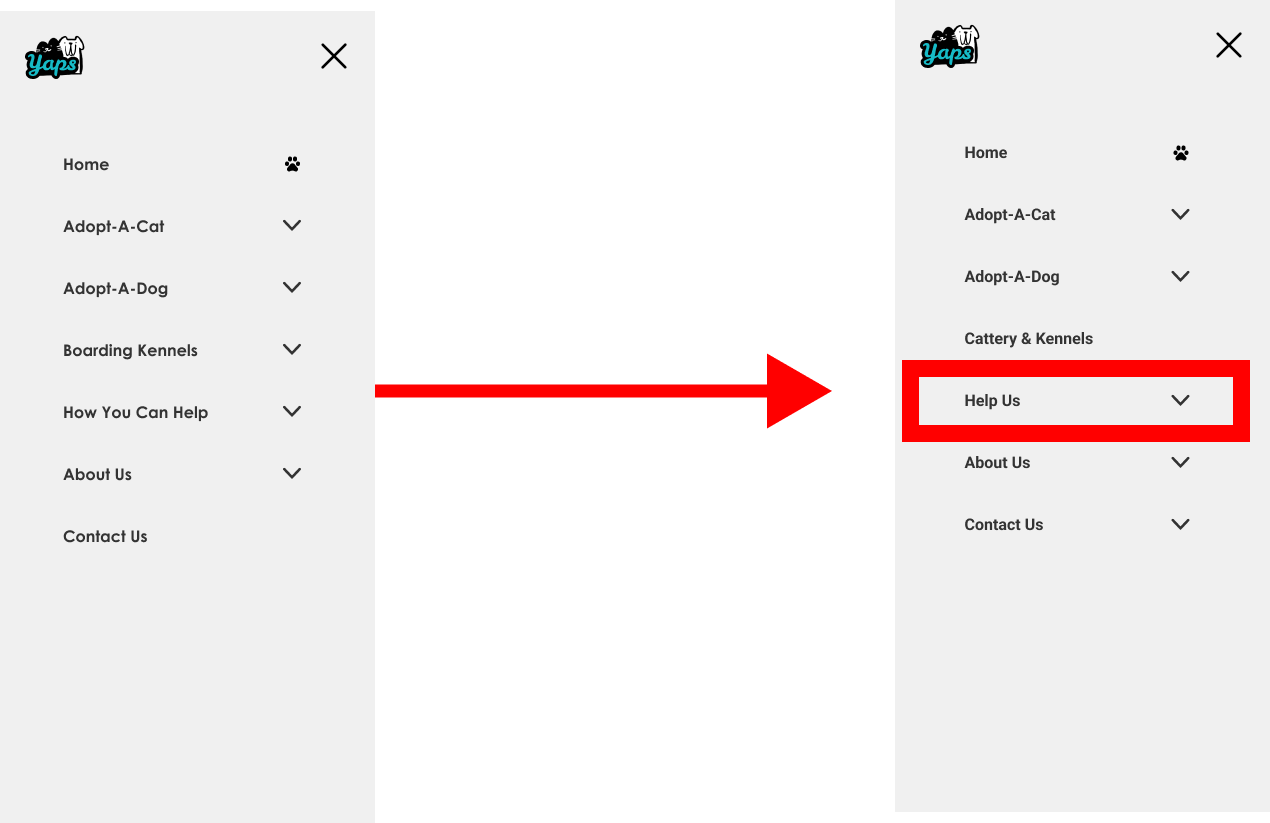 Yaps
Home
Adopt-A-Cat
Adopt-A-Dog
Boarding Kennels
How You Can Help
About Us
Contact Us
Yaps
Home
Adopt-A-Cat
Adopt-A-Dog
Cattery & Kennels
Help Us
About Us
Contact Us